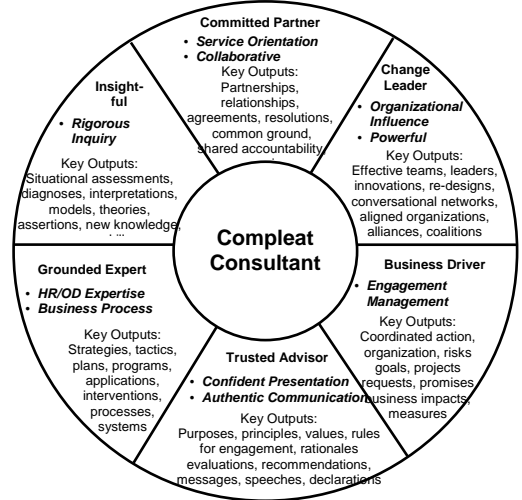 Committed Partner
• Service Orientation
• Collaborative
Key Outputs:
Partnerships,
relationships,
agreements, resolutions,
common ground,
shared accountability,
Change
Leader
• Organizational
Influence
• Powerful
Key Outputs:
Effective teams, leaders,
innovations, re-designs,
conversational networks,
aligned organizations,
alliances, coalitions
Business Driver
• Engagement
Management
Key Outputs:
Coordinated action,
organization, risks
goals, projects
requests, promises,
business impacts,
measures
Trusted Advisor
• Confident Presentation
• Authentic Communication
Key Outputs:
Purposes, principles, values, rules
for engagement, rationales
evaluations, recommendations,
messages, speeches, declarations
Grounded Expert
• HR/OD Expertise
• Business Process
Key Outputs:
Strategies, tactics,
plans, programs,
applications,
interventions,
processes,
systems
Insight-
ful
• Rigorous
Inquiry
Key Outputs:
Situational assessments,
diagnoses, interpretations,
models, theories,
assertions, new knowledge,
Compleat
Consultant